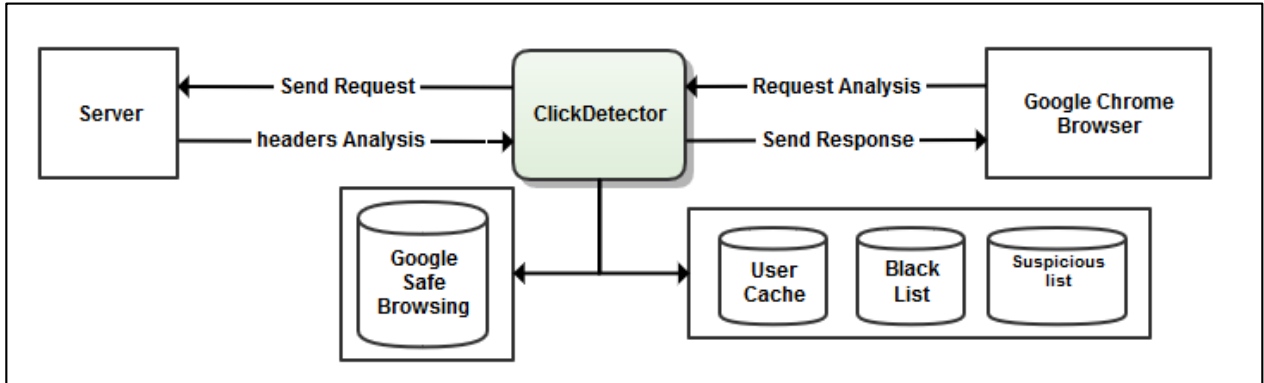 Send Request
Request Analysis
Server
ClickDetector
Google Chrome
Browser
headers Analysis
Send Response
Google
Safe
Browsing
User
Cache
Black
List
Suspicious
list